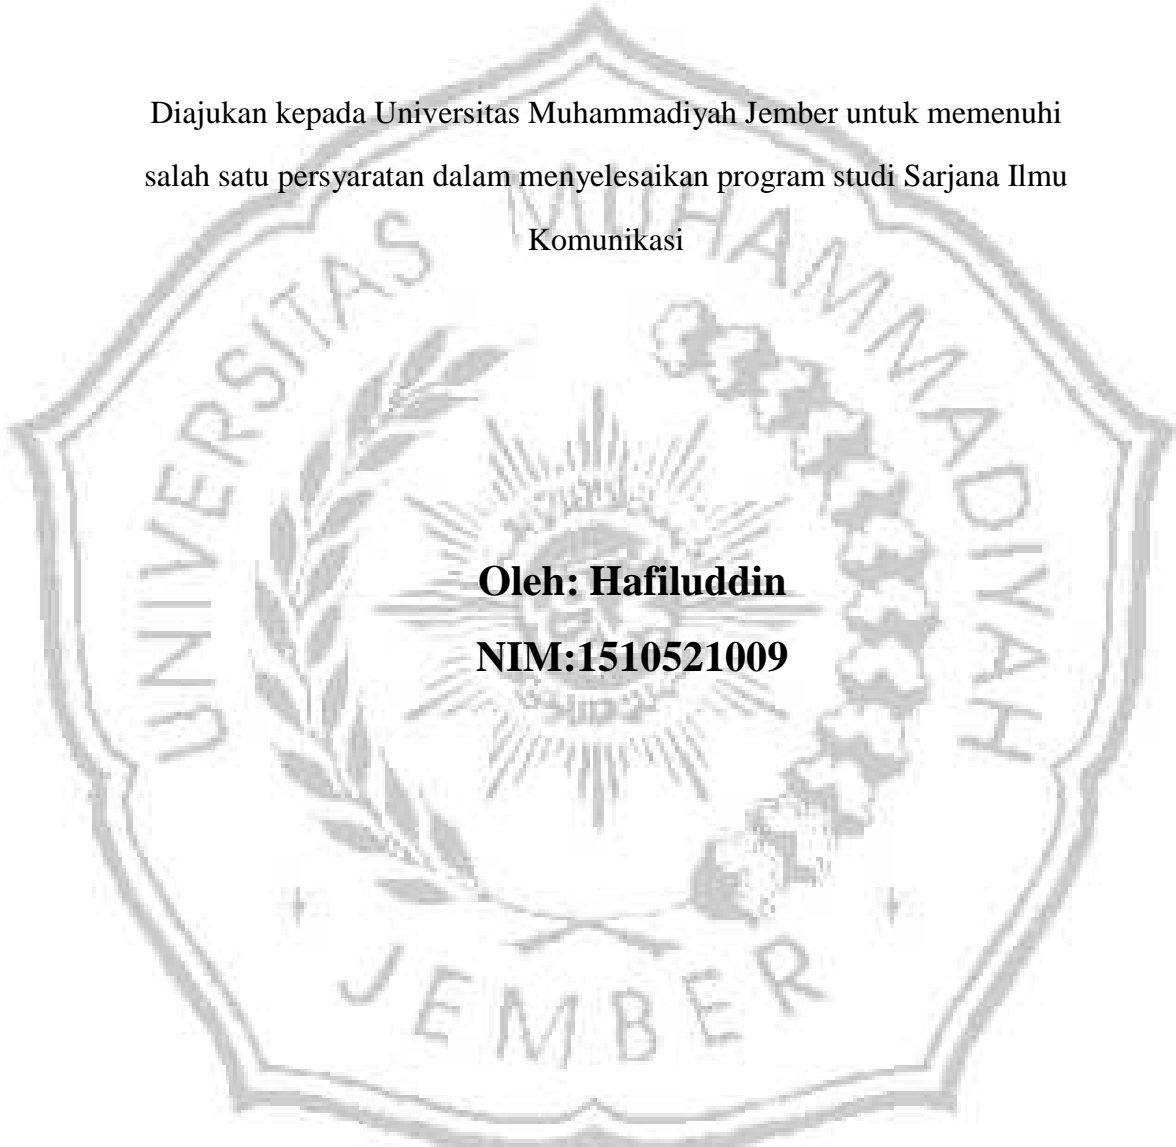 Diajukan kepada Universitas Muhammadiyah Jember untuk memenuhi
salah satu persyaratan dalam menyelesaikan program studi Sarjana Ilmu
Komunikasi
UNIVERSITAS MUHAMMADIYAH
Oleh: Hafiluddin
NIM:1510521009
JEMBER